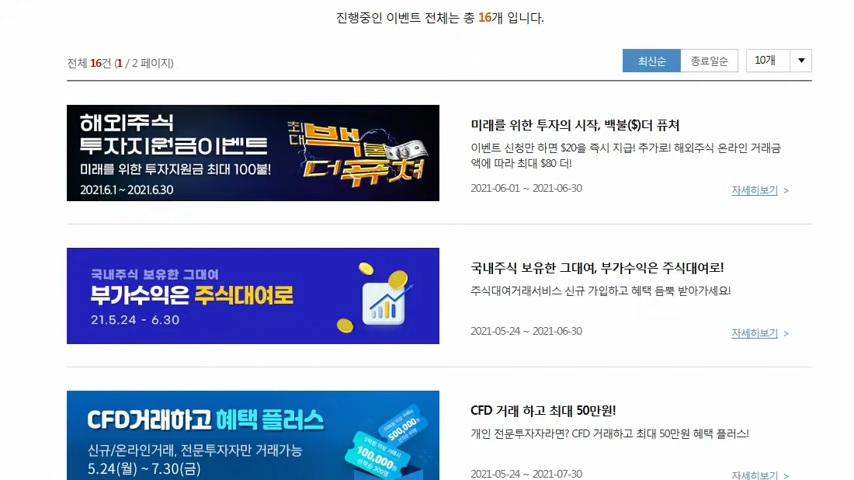 진행중인 이벤트 전체는 총 16개 입니다.
전체 16건 (1 / 2 페이지)
최신순
종료일순
10개
해외주식
투자지원금이벤트
미래를 위한 투자지원금 최대 100불!
2021.6.1 ~ 2021.6.30
최대
백불
더퓨쳐
미래를 위한 투자의 시작, 백불($)더 퓨쳐
이벤트 신청만 하면 $20을 즉시 지급! 추가로! 해외주식 온라인 거래금
액에 따라 최대 $80 더!
2021-06-01 ~ 2021-06-30
자세히보기 >
국내주식 보유한 그대여
부가수익은 주식대여로
21.5.24 - 6.30
국내주식 보유한 그대여, 부가수익은 주식대여로!
주식대여거래서비스 신규 가입하고 혜택 듬뿍 받아가세요!
2021-05-24 ~ 2021-06-30
자세히보기 >
CFD거래하고 혜택 플러스
신규/온라인거래, 전문투자자만 거래가능
5.24(월) ~ 7.30(금)
500,000원
100,000원
CFD 거래 하고 최대 50만원!
개인 전문투자자라면? CFD 거래하고 최대 50만원 혜택 플러스!
2021-05-24 ~ 2021-07-30
자세히보기 >